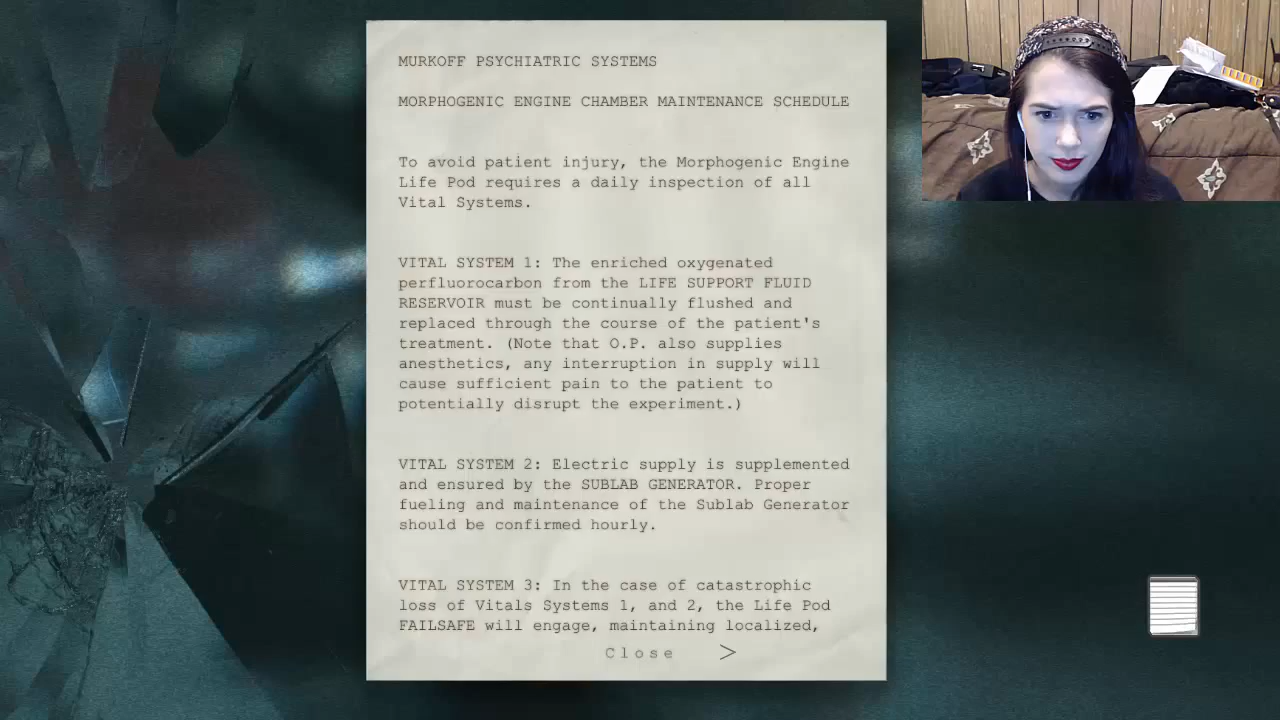 MURKOFF PSYCHIATRIC SYSTEMS
MORPHOGENIC ENGINE CHAMBER MAINTENANCE SCHEDULE
To avoid patient injury, the Morphogenic Engine
Life Pod requires a daily inspection of all
Vital Systems.
VITAL SYSTEM 1: The enriched oxygenated
perfluorocarbon from the LIFE SUPPORT FLUID
RESERVOIR must be continually flushed and
replaced through the course of the patient's
treatment. (Note that O.P. also supplies
anesthetics, any interruption in supply will
cause sufficient pain to the patient to
potentially disrupt the experiment.)
VITAL SYSTEM 2: Electric supply is supplemented
and ensured by the SUBLAB GENERATOR. Proper
fueling and maintenance of the Sublab Generator
should be confirmed hourly.
VITAL SYSTEM 3: In the case of catastrophic
loss of Vitals Systems 1, and 2, the Life Pod
FAILSAFE will engage, maintaining localized,
Close >